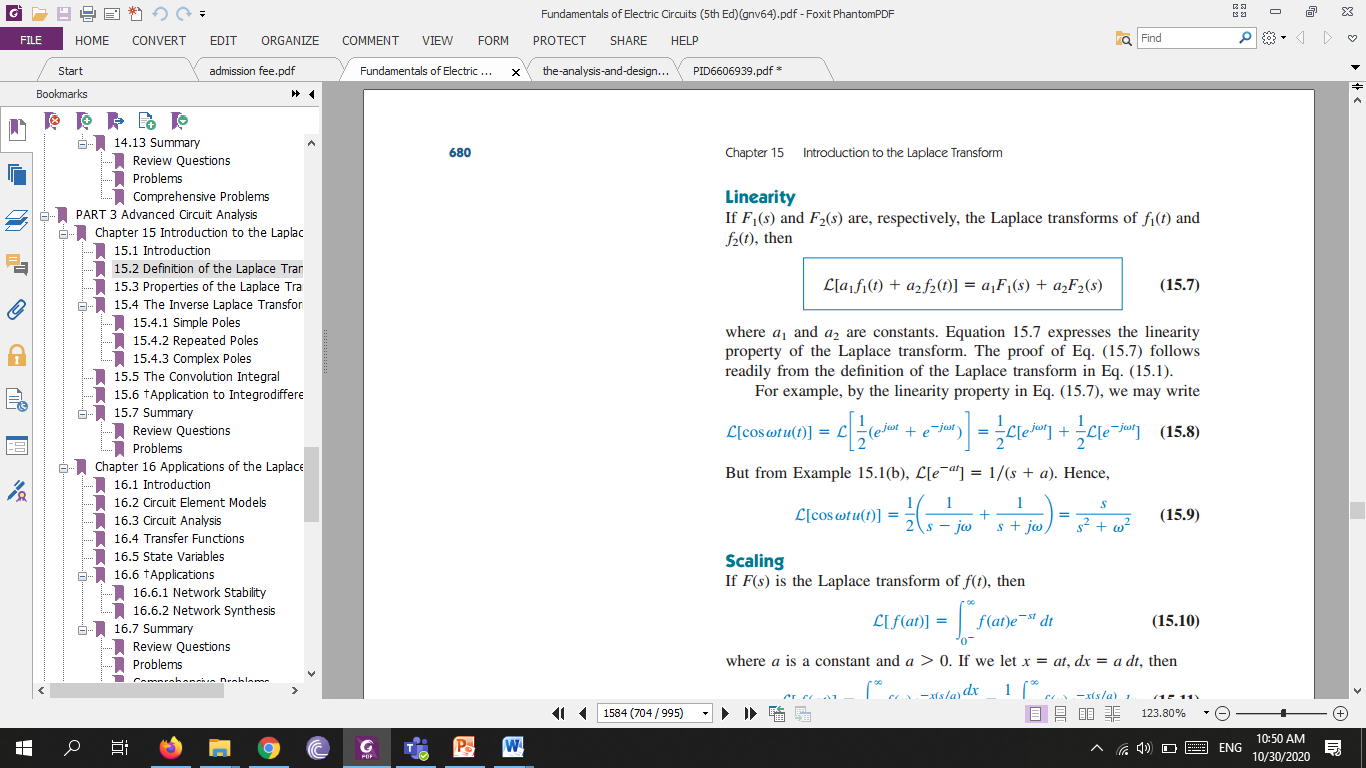 Fundamentals of Electric Circuits (5th Ed)(gnv64).pdf - Foxit PhantomPDF
FILE HOME CONVERT EDIT ORGANIZE COMMENT VIEW FORM PROTECT SHARE HELP Find
Start admission fee.pdf Fundamentals of Electric ... x the-analysis-and-design... PID6606939.pdf *
Bookmarks
14.13 Summary
Review Questions
Problems
Comprehensive Problems
PART 3 Advanced Circuit Analysis
Chapter 15 Introduction to the Laplac
15.1 Introduction
15.2 Definition of the Laplace Tran
15.3 Properties of the Laplace Tra
15.4 The Inverse Laplace Transfor
15.4.1 Simple Poles
15.4.2 Repeated Poles
15.4.3 Complex Poles
15.5 The Convolution Integral
15.6 †Application to Integrodiffere
15.7 Summary
Review Questions
Problems
Chapter 16 Applications of the Laplace
16.1 Introduction
16.2 Circuit Element Models
16.3 Circuit Analysis
16.4 Transfer Functions
16.5 State Variables
16.6 †Applications
16.6.1 Network Stability
16.6.2 Network Synthesis
16.7 Summary
Review Questions
Problems
Comprehensive Problems
680 Chapter 15 Introduction to the Laplace Transform
Linearity
If F₁(s) and F₂(s) are, respectively, the Laplace transforms of f₁(t) and
f₂(t), then
ℒ[a₁f₁(t) + a₂f₂(t)] = a₁F₁(s) + a₂F₂(s) (15.7)
where a₁ and a₂ are constants. Equation 15.7 expresses the linearity
property of the Laplace transform. The proof of Eq. (15.7) follows
readily from the definition of the Laplace transform in Eq. (15.1).
For example, by the linearity property in Eq. (15.7), we may write
ℒ[cos ωtu(t)] = ℒ[1/2(e^{jωt} + e^{−jωt})] = 1/2ℒ[e^{jωt}] + 1/2ℒ[e^{−jωt}] (15.8)
But from Example 15.1(b), ℒ[e^{−at}] = 1/(s + a). Hence,
ℒ[cos ωtu(t)] = 1/2(1/(s − jω) + 1/(s + jω)) = s/(s² + ω²) (15.9)
Scaling
If F(s) is the Laplace transform of f(t), then
ℒ[f(at)] = ∫_{0⁻}^{∞} f(at)e^{−st} dt (15.10)
where a is a constant and a > 0. If we let x = at, dx = a dt, then
1584 (704 / 995) 123.80%
ENG 10:50 AM
10/30/2020